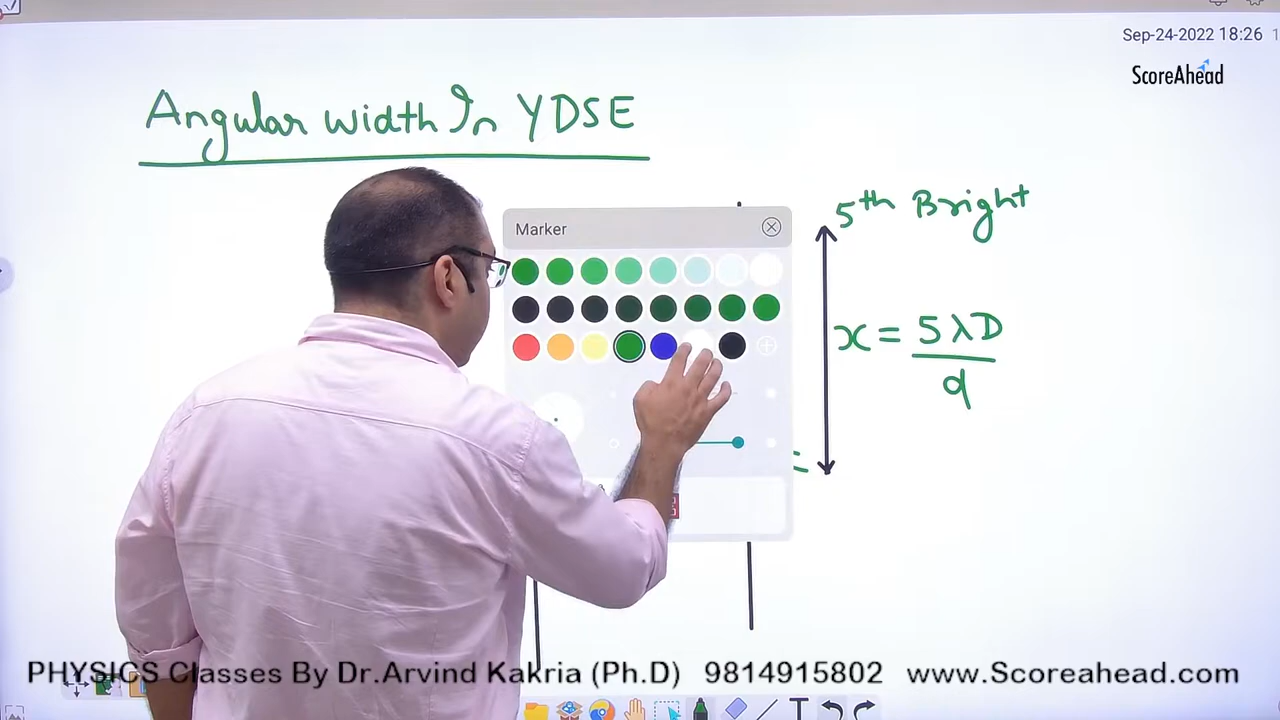 Sep-24-2022 18:26
ScoreAhead
Angular width In YDSE
Marker
5th Bright
x = 5λD
d
=
PHYSICS Classes By Dr.Arvind Kakria (Ph.D) 9814915802 www.Scoreahead.com
T